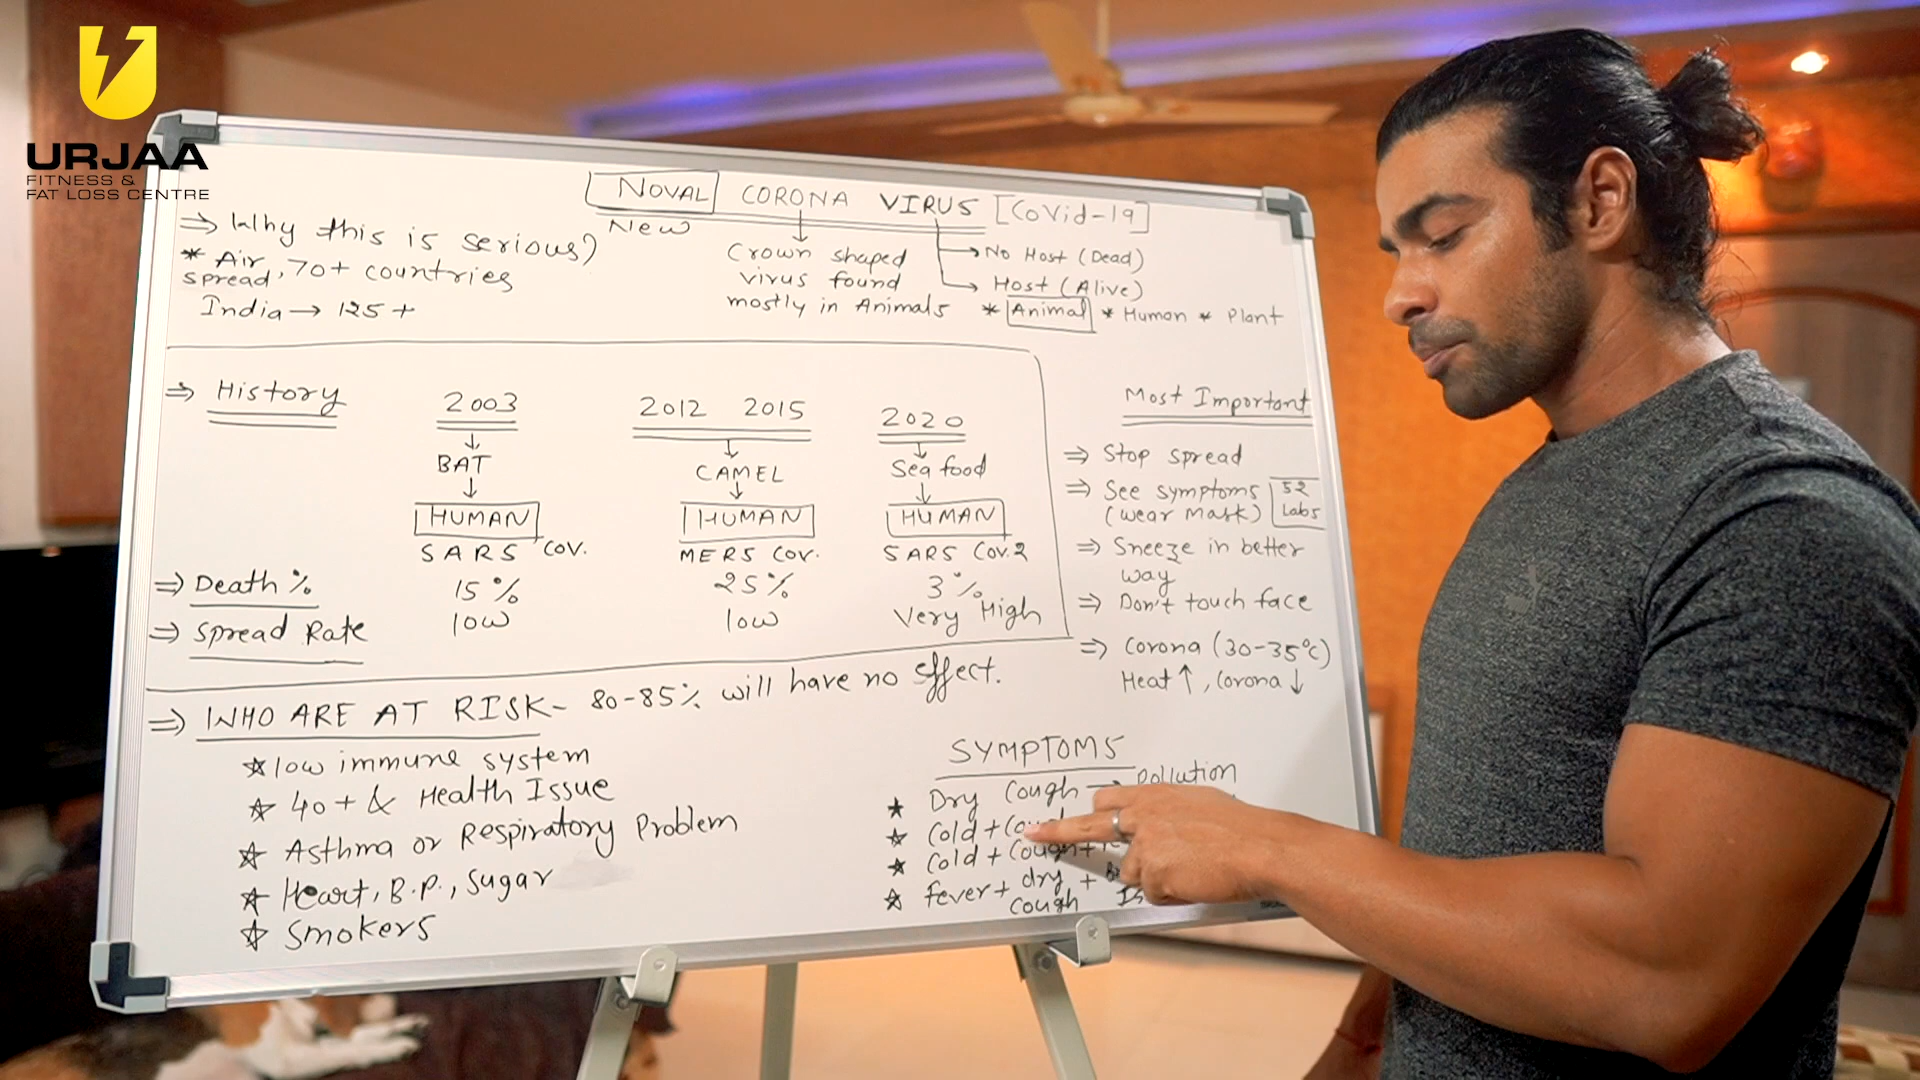 URJAA
FITNESS &
FAT LOSS CENTRE
NOVAL CORONA VIRUS [CoVid-19]
New
Crown shaped
virus found
mostly in Animals
No Host (Dead)
Host (Alive)
* Animal * Human * Plant
⇒ Why this is serious?
* Air spread, 70+ countries
India → 125+
⇒ History
2003
↓
BAT
↓
HUMAN
SARS COV.
2012 2015
↓
CAMEL
↓
HUMAN
MERS COV.
2020
↓
Sea food
↓
HUMAN
SARS COV.2
⇒ Death % 15% 25% 3%
⇒ Spread Rate low low Very High
Most Important
⇒ Stop spread
⇒ See symptoms
(wear mask)
52
Labs
⇒ Sneeze in better
way
⇒ Don't touch face
⇒ Corona (30-35°C)
Heat ↑, Corona ↓
⇒ WHO ARE AT RISK- 80-85% will have no effect.
☆ low immune system
☆ 40+ & Health Issue
☆ Asthma or Respiratory Problem
☆ Heart, B.P., Sugar
☆ Smokers
SYMPTOMS
★ Dry Cough → Pollution
☆ Cold +
☆ Cold + Cough +
☆ fever + dry +
cough